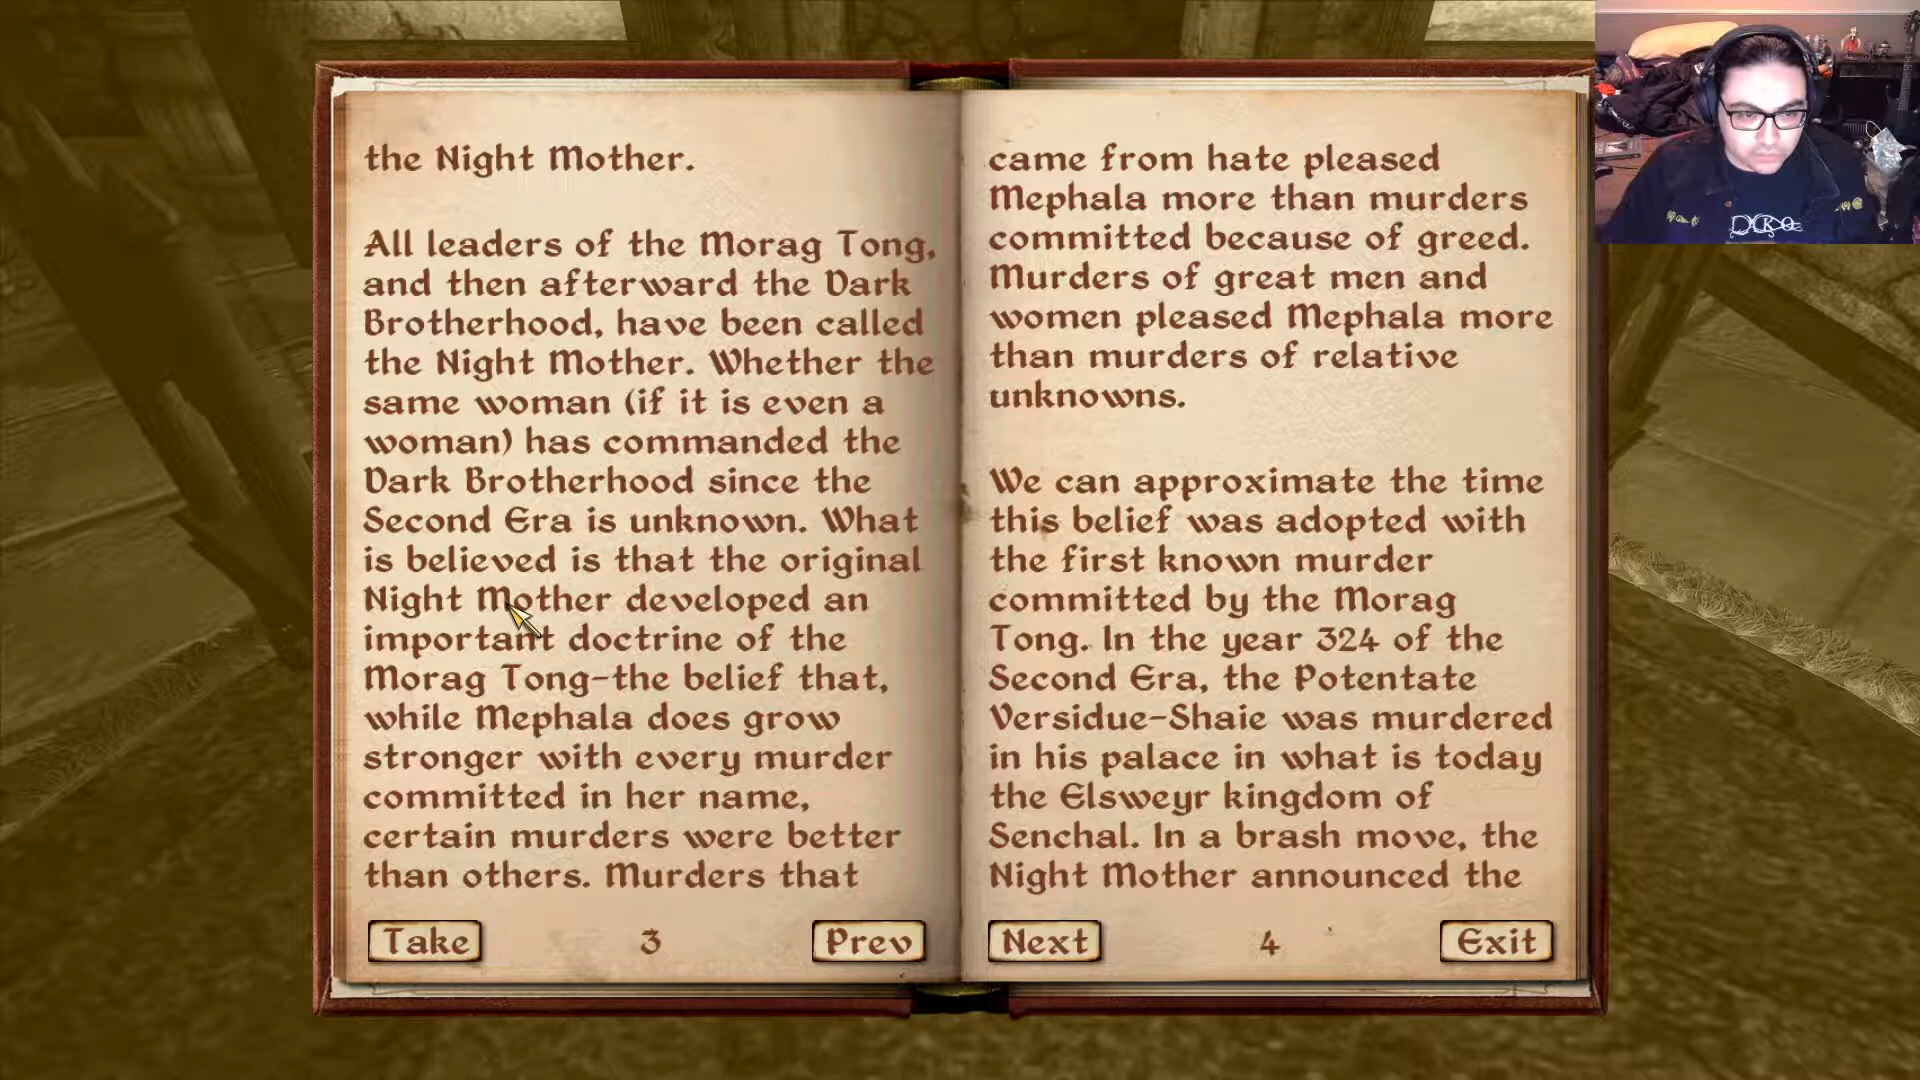 the Night Mother.
All leaders of the Morag Tong,
and then afterward the Dark
Brotherhood, have been called
the Night Mother. Whether the
same woman (if it is even a
woman) has commanded the
Dark Brotherhood since the
Second Era is unknown. What
is believed is that the original
Night Mother developed an
important doctrine of the
Morag Tong-the belief that,
while Mephala does grow
stronger with every murder
committed in her name,
certain murders were better
than others. Murders that
Take
3
Prev
came from hate pleased
Mephala more than murders
committed because of greed.
Murders of great men and
women pleased Mephala more
than murders of relative
unknowns.
We can approximate the time
this belief was adopted with
the first known murder
committed by the Morag
Tong. In the year 324 of the
Second Era, the Potentate
Versidue-Shaie was murdered
in his palace in what is today
the Elsweyr kingdom of
Senchal. In a brash move, the
Night Mother announced the
Next
4
Exit